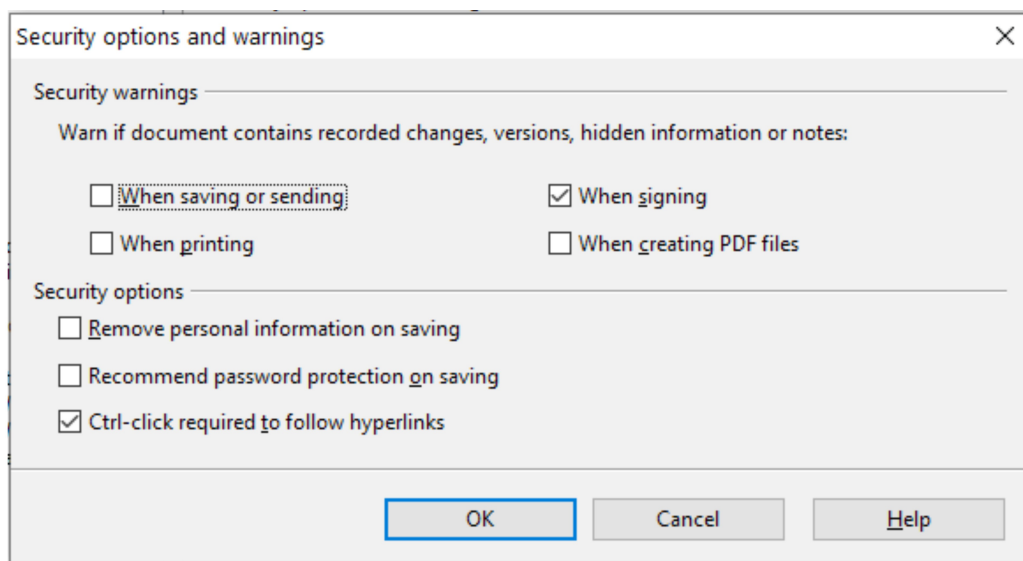 Security options and warnings
Security warnings
Warn if document contains recorded changes, versions, hidden information or notes:
When saving or sending
When signing
When printing
When creating PDF files
Security options
Remove personal information on saving
Recommend password protection on saving
Ctrl-click required to follow hyperlinks
OK
Cancel
Help